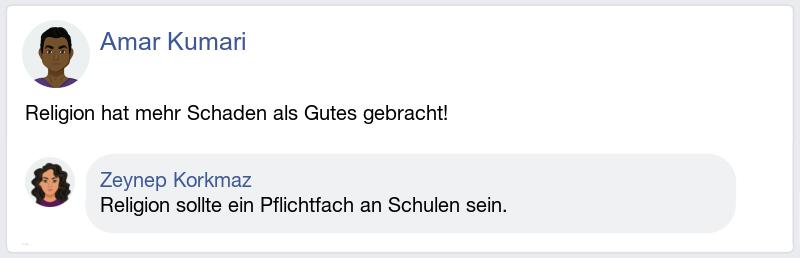 Amar Kumari
Religion hat mehr Schaden als Gutes gebracht!
Zeynep Korkmaz
Religion sollte ein Pflichtfach an Schulen sein.